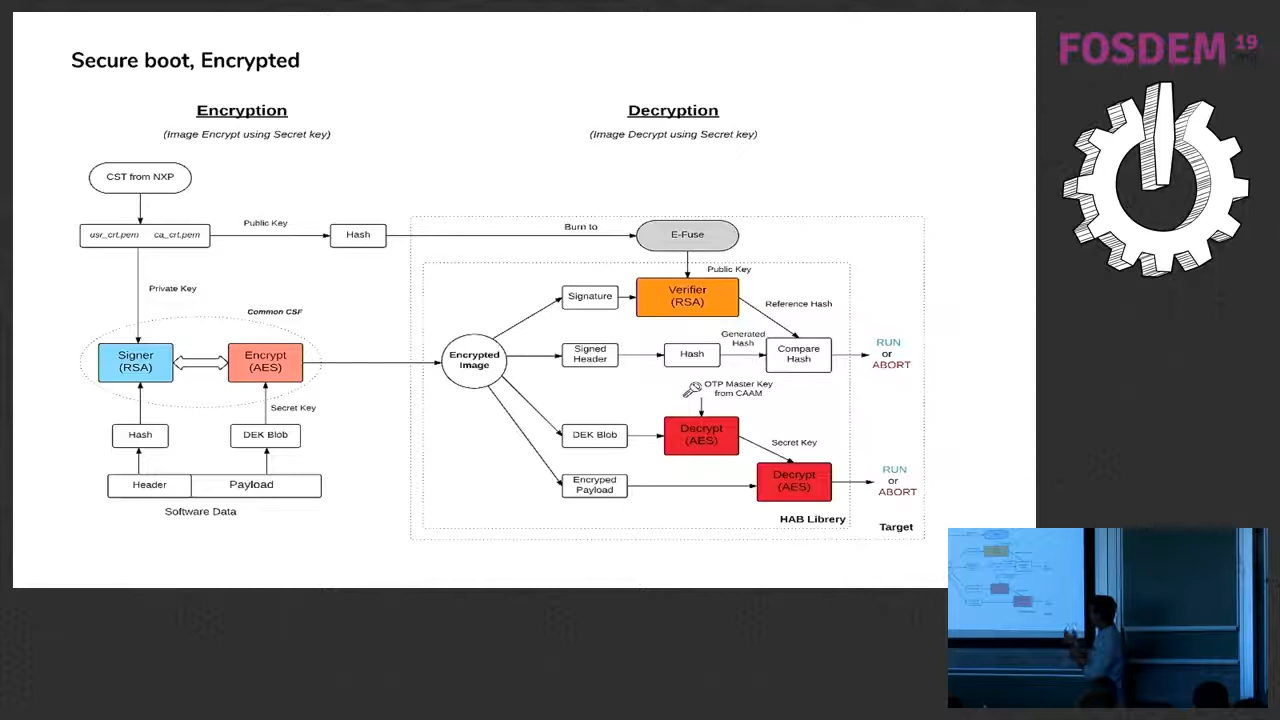 Secure boot, Encrypted
FOSDEM 19
Encryption
(Image Encrypt using Secret key)
Decryption
(Image Decrypt using Secret key)
CST from NXP
usr_crt.pem ca_crt.pem
Public Key
Hash
Burn to
E-Fuse
Public Key
Private Key
Common CSF
Signer
(RSA)
Encrypt
(AES)
Secret Key
Hash
DEK Blob
Header
Payload
Software Data
Encrypted
Image
Signature
Verifier
(RSA)
Reference Hash
Signed
Header
Hash
Generated
Hash
Compare
Hash
RUN
or
ABORT
OTP Master Key
from CAAM
DEK Blob
Decrypt
(AES)
Secret Key
Encryped
Payload
Decrypt
(AES)
RUN
or
ABORT
HAB Librery
Target